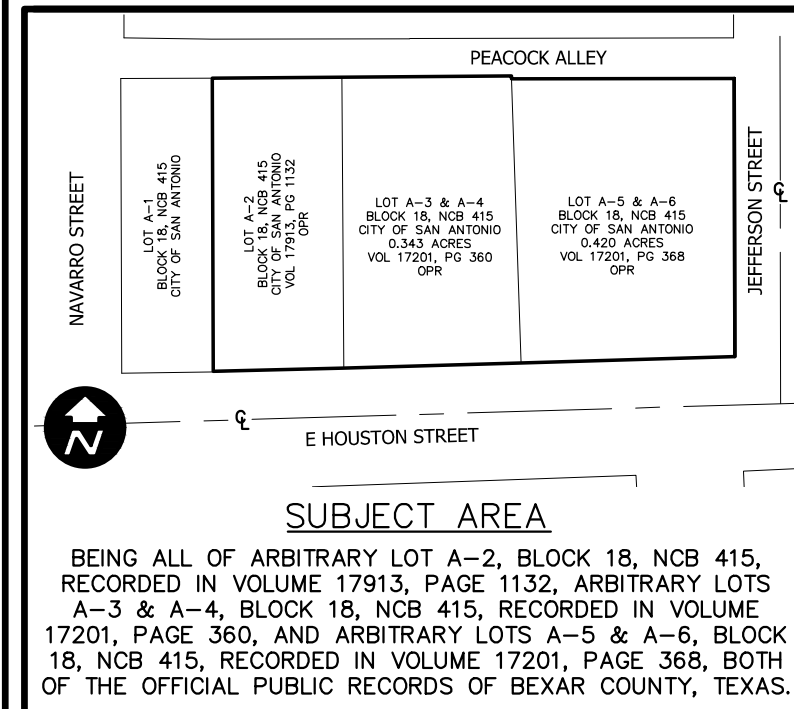 PEACOCK ALLEY
NAVARRO STREET
LOT A-1
BLOCK 18, NCB 415
CITY OF SAN ANTONIO
LOT A-2
BLOCK 18, NCB 415
CITY OF SAN ANTONIO
VOL 17913, PG 1132
OPR
LOT A-3 & A-4
BLOCK 18, NCB 415
CITY OF SAN ANTONIO
0.343 ACRES
VOL 17201, PG 360
OPR
LOT A-5 & A-6
BLOCK 18, NCB 415
CITY OF SAN ANTONIO
0.420 ACRES
VOL 17201, PG 368
OPR
JEFFERSON STREET
℄
N
℄
E HOUSTON STREET
SUBJECT AREA
BEING ALL OF ARBITRARY LOT A-2, BLOCK 18, NCB 415,
RECORDED IN VOLUME 17913, PAGE 1132, ARBITRARY LOTS
A-3 & A-4, BLOCK 18, NCB 415, RECORDED IN VOLUME
17201, PAGE 360, AND ARBITRARY LOTS A-5 & A-6, BLOCK
18, NCB 415, RECORDED IN VOLUME 17201, PAGE 368, BOTH
OF THE OFFICIAL PUBLIC RECORDS OF BEXAR COUNTY, TEXAS.